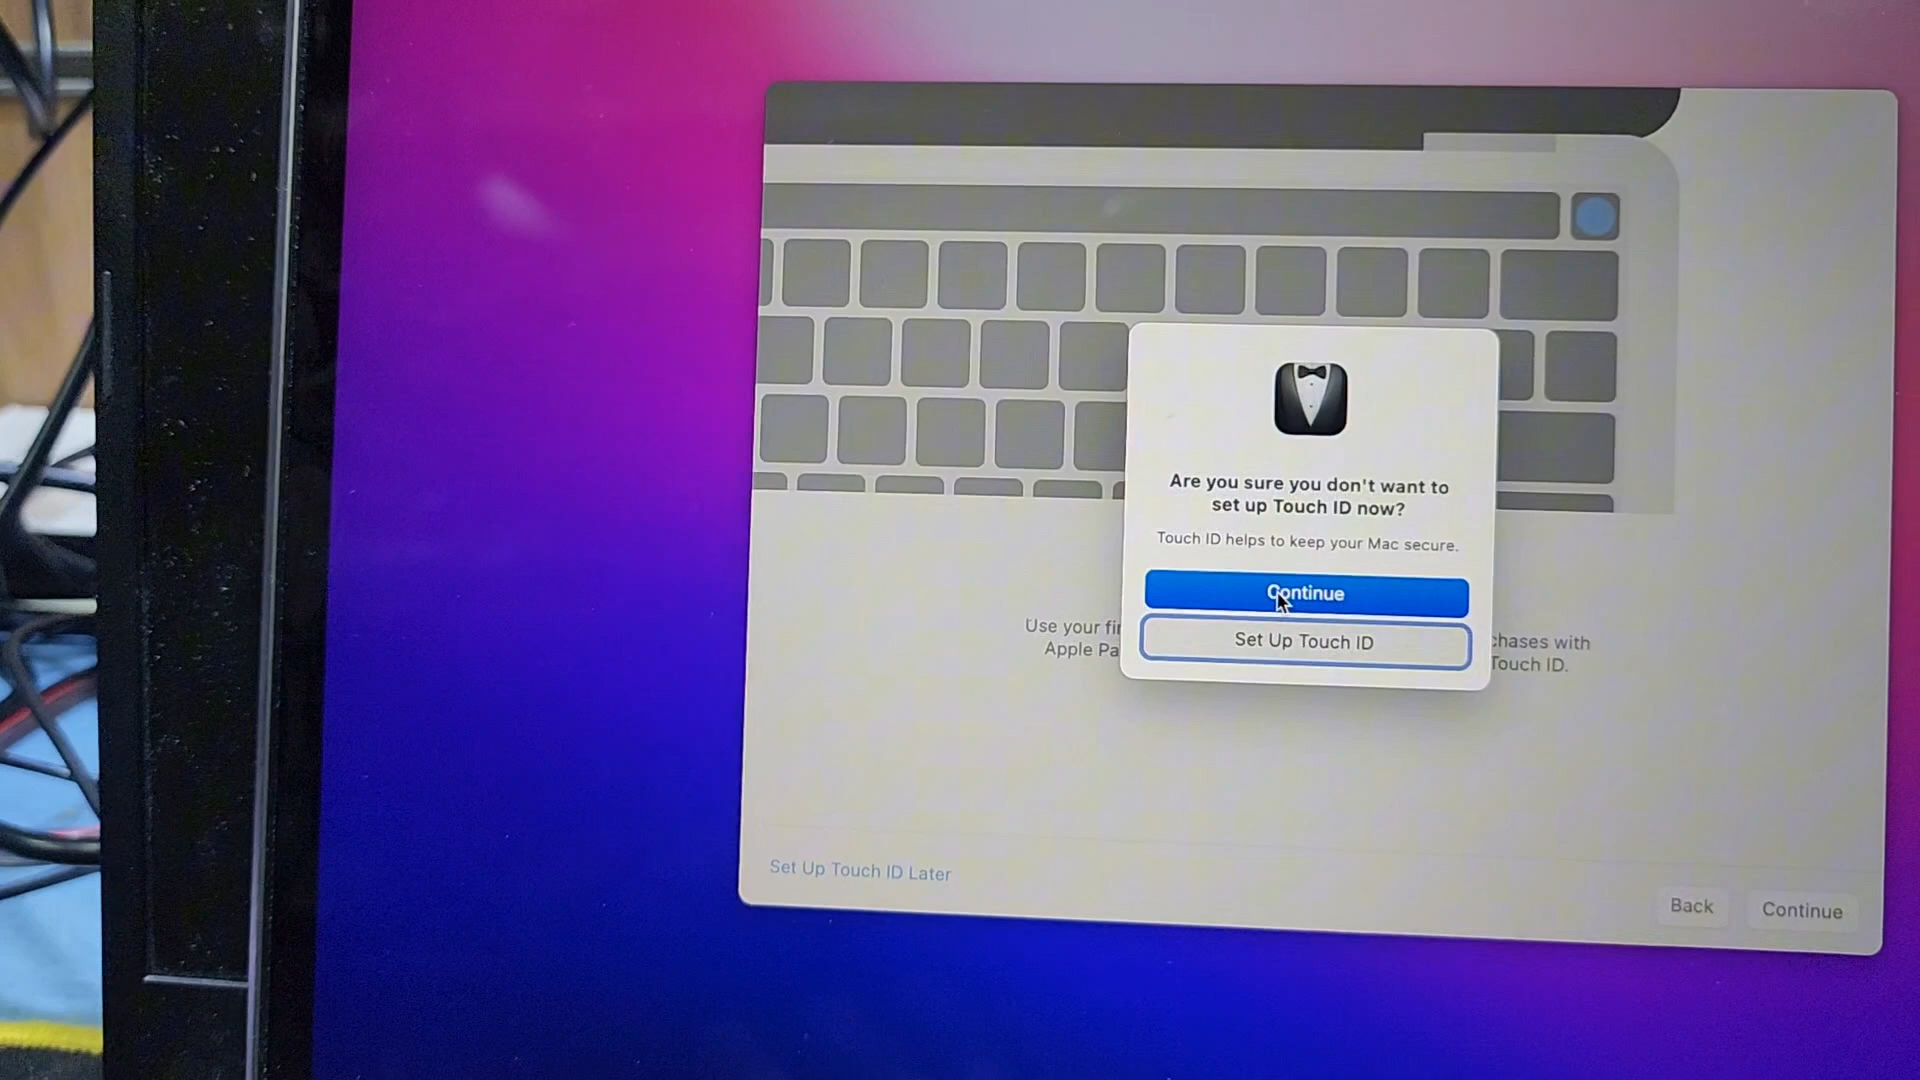 Are you sure you don't want to
set up Touch ID now?
Touch ID helps to keep your Mac secure.
Continue
Set Up Touch ID
Use your
chases with
Apple
Touch ID.
Set Up Touch ID Later
Back
Continue